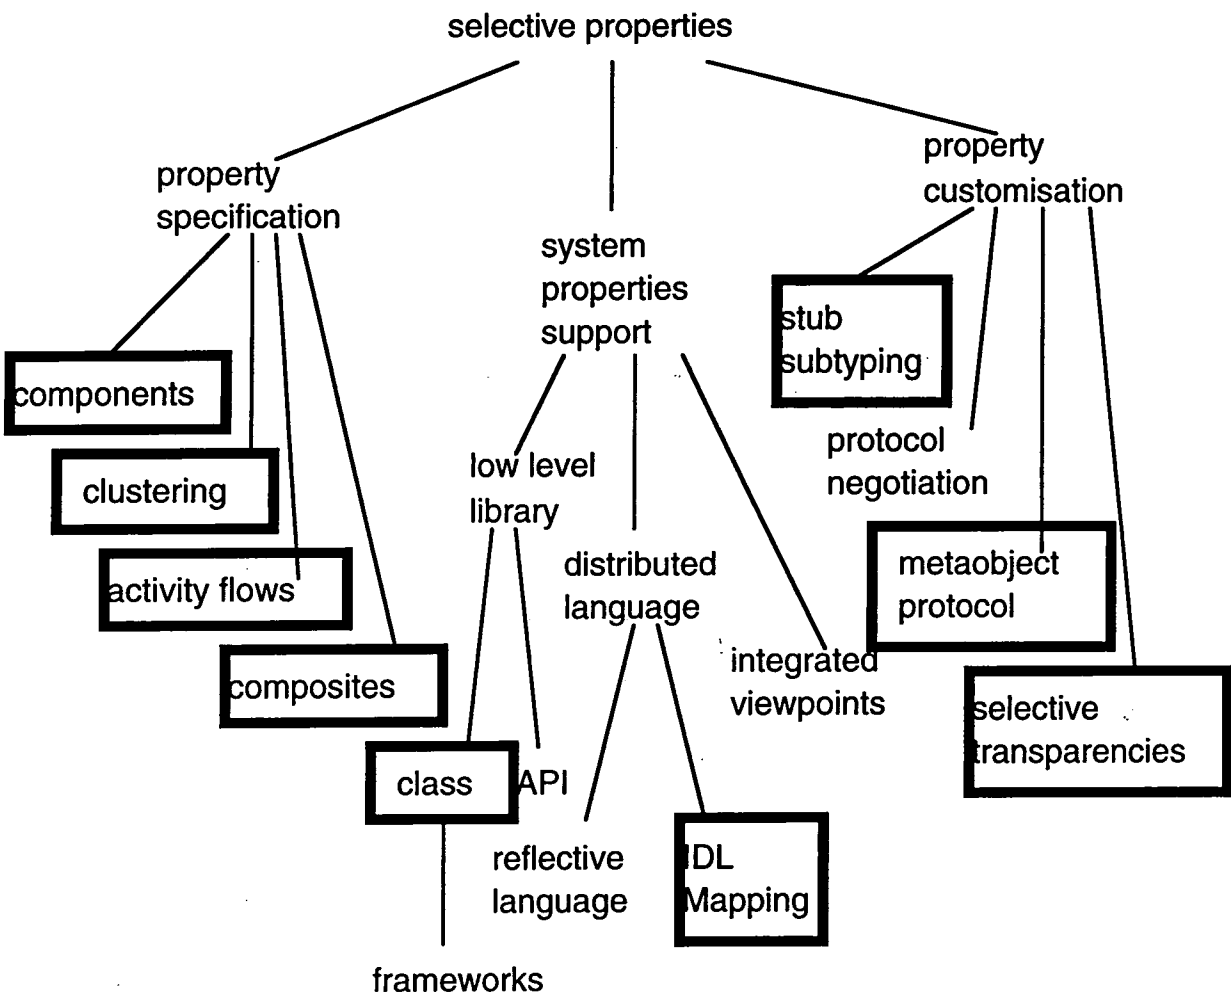 selective properties
property
specification
components
clustering
activity flows
composites
system
properties
support
low level
library
class
API
frameworks
distributed
language
reflective
language
IDL
Mapping
integrated
viewpoints
property
customisation
stub
subtyping
protocol
negotiation
metaobject
protocol
selective
transparencies